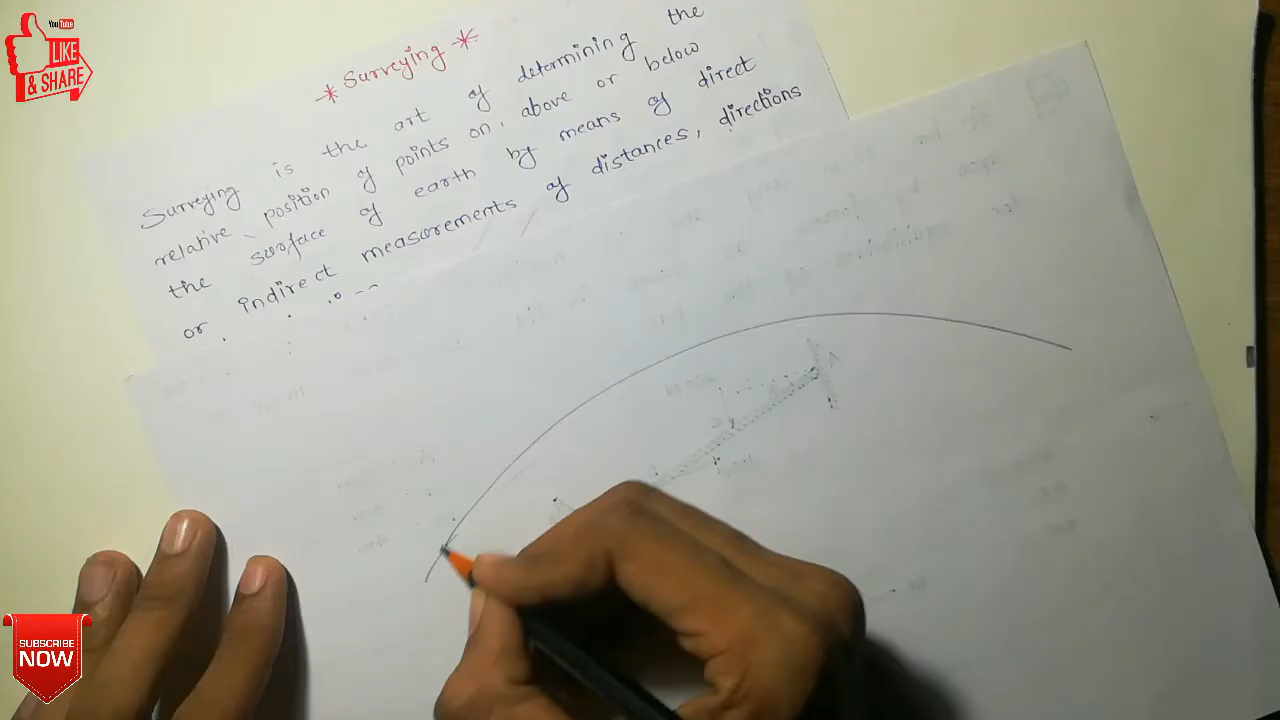 YouTube
LIKE
& SHARE
* Surveying *
Surveying is the art of determining the
relative position of points on, above or below
the surface of earth by means of direct
or indirect measurements of distances, directions
SUBSCRIBE
NOW